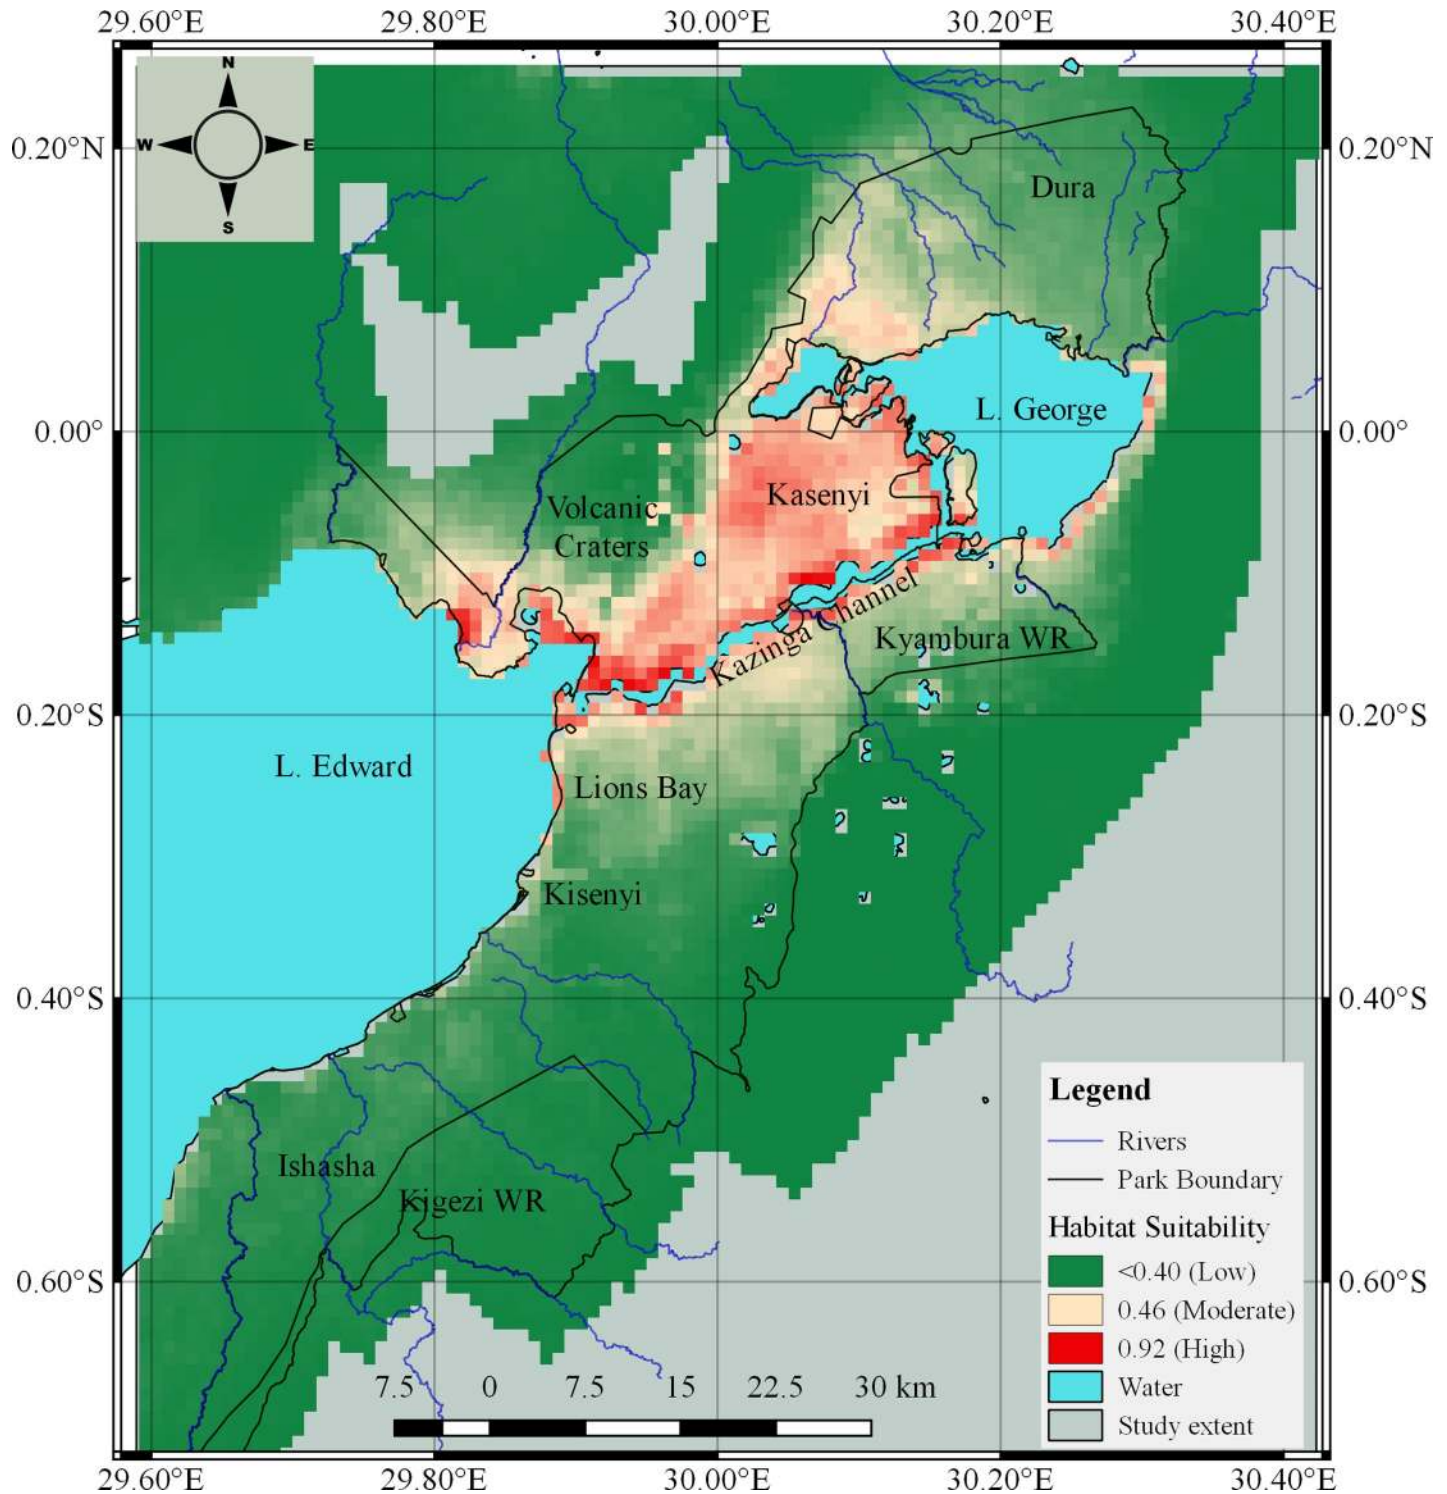 29.60°E 29.80°E 30.00°E 30.20°E 30.40°E
N
W E
S
0.20°N 0.20°N
Dura
L. George
0.00° 0.00°
Kasenyi
Volcanic
Craters
Kazinga Channel
Kyambura WR
0.20°S 0.20°S
L. Edward
Lions Bay
Kisenyi
0.40°S 0.40°S
Ishasha
Kigezi WR
0.60°S 0.60°S
Legend
Rivers
Park Boundary
Habitat Suitability
<0.40 (Low)
0.46 (Moderate)
0.92 (High)
Water
Study extent
7.5 0 7.5 15 22.5 30 km
29.60°E 29.80°E 30.00°E 30.20°E 30.40°E